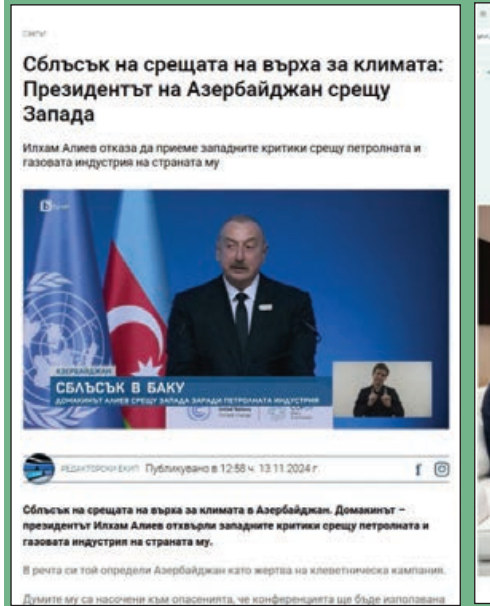 СВЕТЪТ
Сблъсък на срещата на върха за климата:
Президентът на Азербайджан срещу
Запада
Илхам Алиев отказа да приеме западните критики срещу петролната и
газовата индустрия на страната му
АЗЕРБАЙДЖАН
СБЛЪСЪК В БАКУ
ДОМАКИНЪТ АЛИЕВ СРЕЩУ ЗАПАДА ЗАРАДИ ПЕТРОЛНАТА ИНДУСТРИЯ
United Nations
РЕДАКТОРСКИ ЕКИП Публикувано в 12:58 ч. 13.11.2024 г.
Сблъсък на срещата на върха за климата в Азербайджан. Домакинът –
президентът Илхам Алиев отхвърли западните критики срещу петролната и
газовата индустрия на страната му.
В речта си той определи Азербайджан като жертва на клеветническа кампания.
Думите му са насочени към опасенията, че конференцията ще бъде използвана